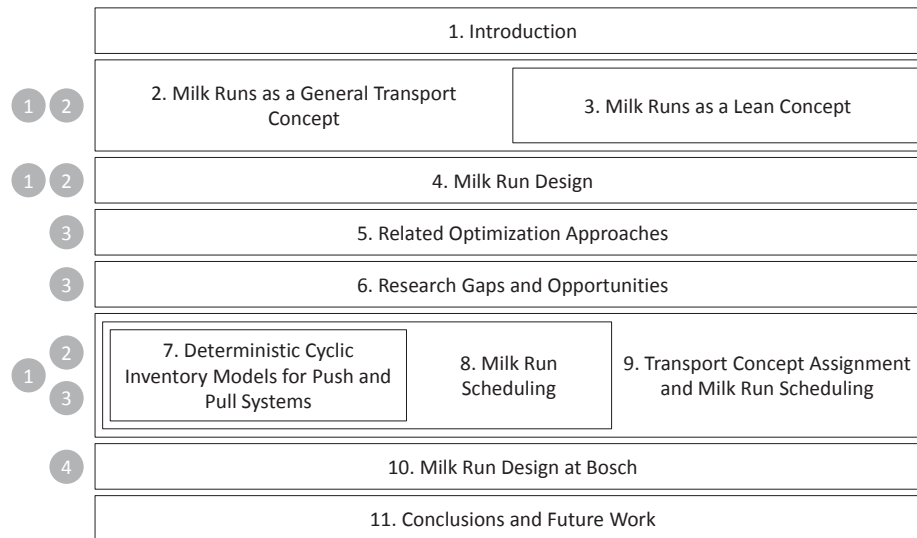 1. Introduction
1 2
2. Milk Runs as a General Transport
Concept
3. Milk Runs as a Lean Concept
1 2
4. Milk Run Design
3
5. Related Optimization Approaches
3
6. Research Gaps and Opportunities
1
2
3
7. Deterministic Cyclic
Inventory Models for Push and
Pull Systems
8. Milk Run
Scheduling
9. Transport Concept Assignment
and Milk Run Scheduling
4
10. Milk Run Design at Bosch
11. Conclusions and Future Work